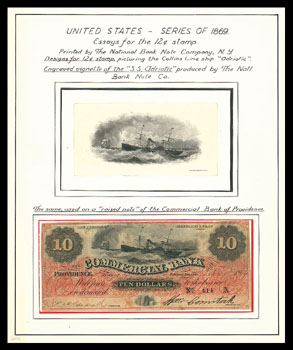 UNITED STATES - SERIES OF 1869.
Essays for the 12¢ stamp.
Printed by The National Bank Note Company, N.Y.
Designs for 12¢ stamp, picturing the Collins Line ship "Adriatic".
Engraved vignette of the "S.S. Adriatic" produced by The Natl
Bank Note Co.
The same, used on a "raised note" of the Commercial Bank of Providence.
10 10
COMMERCIAL BANK
PROVIDENCE
TEN DOLLARS
No. A